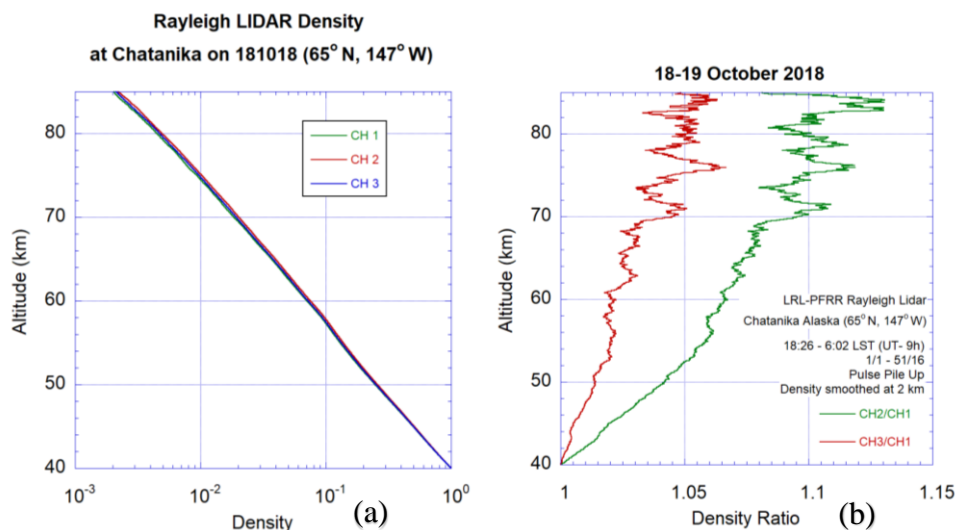 Rayleigh LIDAR Density
at Chatanika on 181018 (65° N, 147° W)
CH 1
CH 2
CH 3
Altitude (km)
80
70
60
50
40
10⁻³
10⁻²
10⁻¹
10⁰
Density
(a)
18-19 October 2018
Altitude (km)
80
70
60
50
40
LRL-PFRR Rayleigh Lidar
Chatanika Alaska (65° N, 147° W)
18:26 - 6:02 LST (UT- 9h)
1/1 - 51/16
Pulse Pile Up
Density smoothed at 2 km
CH2/CH1
CH3/CH1
1
1.05
1.1
1.15
Density Ratio
(b)